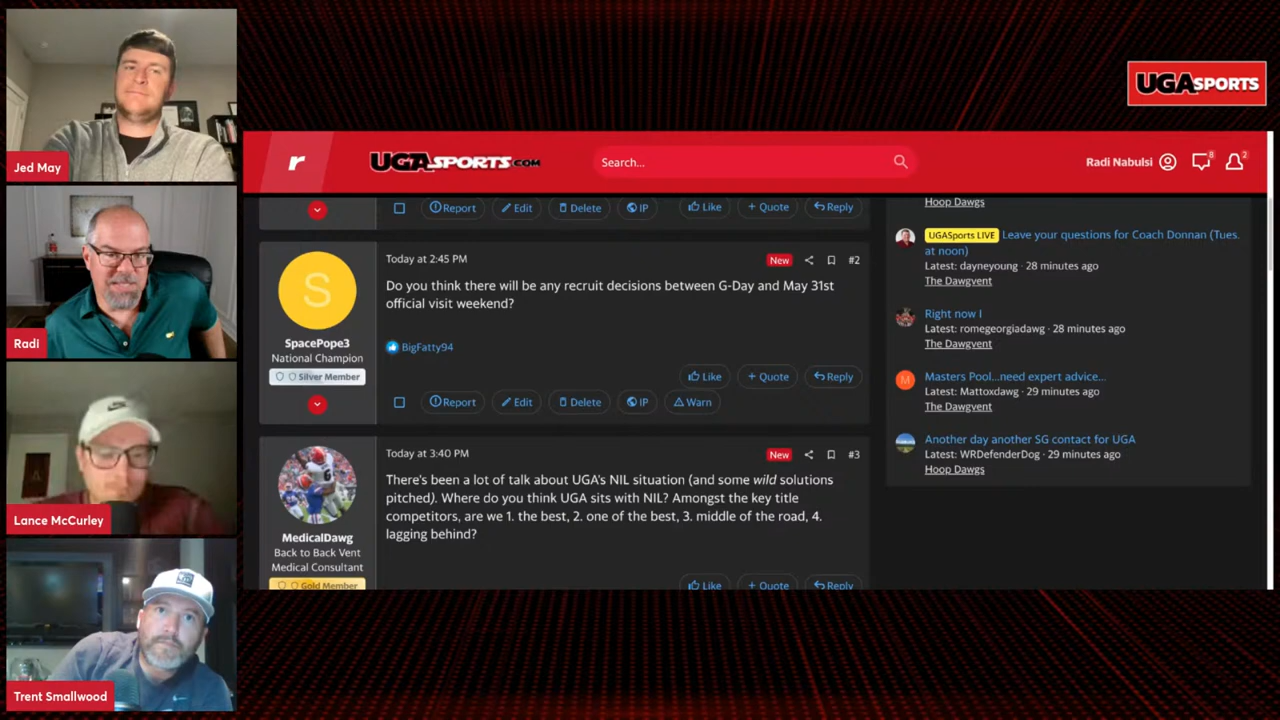 Jed May
Radi
Lance McCurley
Trent Smallwood
UGASPORTS
r
UGASPORTS.COM
Search...
Radi Nabulsi
8
2
Report
Edit
Delete
IP
Like
+ Quote
Reply
S
SpacePope3
National Champion
Silver Member
Today at 2:45 PM
New
#2
Do you think there will be any recruit decisions between G-Day and May 31st
official visit weekend?
BigFatty94
Like
+ Quote
Reply
Report
Edit
Delete
IP
Warn
MedicalDawg
Back to Back Vent
Medical Consultant
Gold Member
Today at 3:40 PM
New
#3
There's been a lot of talk about UGA's NIL situation (and some wild solutions
pitched). Where do you think UGA sits with NIL? Amongst the key title
competitors, are we 1. the best, 2. one of the best, 3. middle of the road, 4.
lagging behind?
Like
+ Quote
Reply
Hoop Dawgs
UGASports LIVE Leave your questions for Coach Donnan (Tues.
at noon)
Latest: dayneyoung · 28 minutes ago
The Dawgvent
Right now I
Latest: romegeorgiadawg · 28 minutes ago
The Dawgvent
M
Masters Pool...need expert advice...
Latest: Mattoxdawg · 29 minutes ago
The Dawgvent
Another day another SG contact for UGA
Latest: WRDefenderDog · 29 minutes ago
Hoop Dawgs